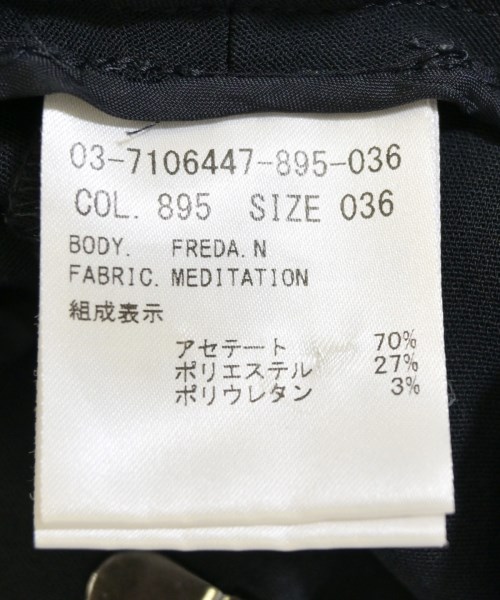 03-7106447-895-036
COL. 895 SIZE 036
BODY. FREDA.N
FABRIC. MEDITATION
組成表示
アセテート 70%
ポリエステル 27%
ポリウレタン 3%